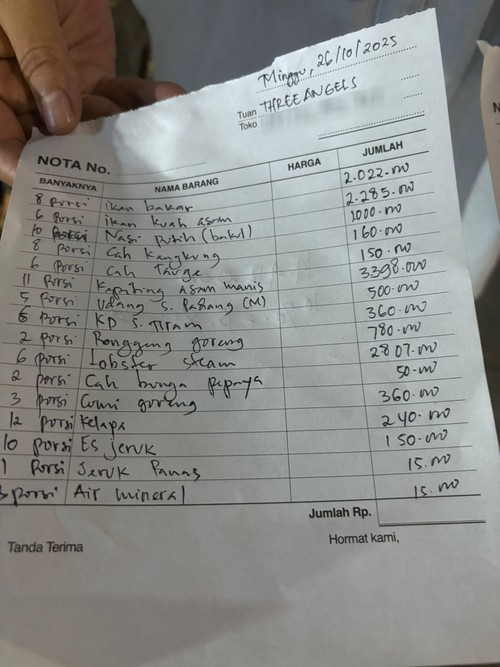 Minggu, 26/10/2025
Tuan THREE ANGELS
Toko
NOTA No.
BANYAKNYA NAMA BARANG HARGA JUMLAH
8 Porsi ikan bakar 2.022.000
6 Porsi ikan kuah asam 2.285.000
10 Nasi putih (bakul) 1000.000
8 Porsi Cah kangkung 160.000
6 Porsi Cah Tauge 150.000
11 Porsi Kepiting asam manis 3398.000
5 Porsi Udang s. Padang (M) 500.000
6 Porsi KP s. Tiram 360.000
2 porsi Ronggeng goreng 780.000
6 porsi Lobster steam 2807.000
2 porsi Cah bunga pepaya 50.000
3 porsi Cumi goreng 360.000
12 porsi Kelapa 240.000
10 porsi Es jeruk 150.000
1 Porsi Jeruk Panas 15.000
3 porsi Air mineral 15.000
Jumlah Rp.
Tanda Terima Hormat kami,